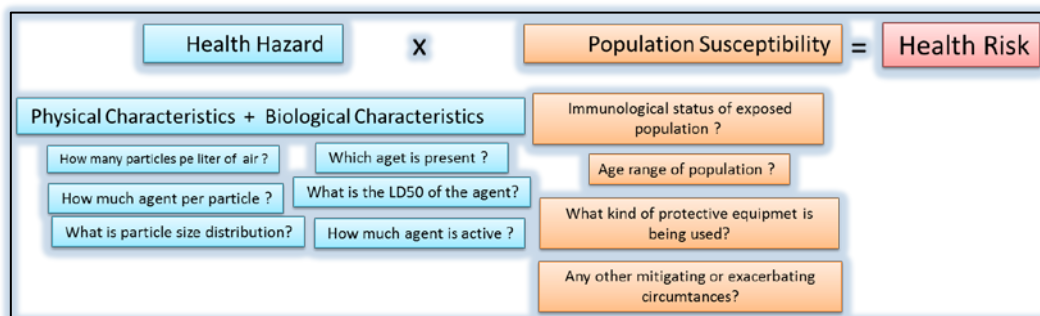 Health Hazard x Population Susceptibility = Health Risk
Physical Characteristics + Biological Characteristics
How many particles pe liter of air ?
Which aget is present ?
How much agent per particle ?
What is the LD50 of the agent?
What is particle size distribution?
How much agent is active ?
Immunological status of exposed
population ?
Age range of population ?
What kind of protective equipmet is
being used?
Any other mitigating or exacerbating
circumtances?